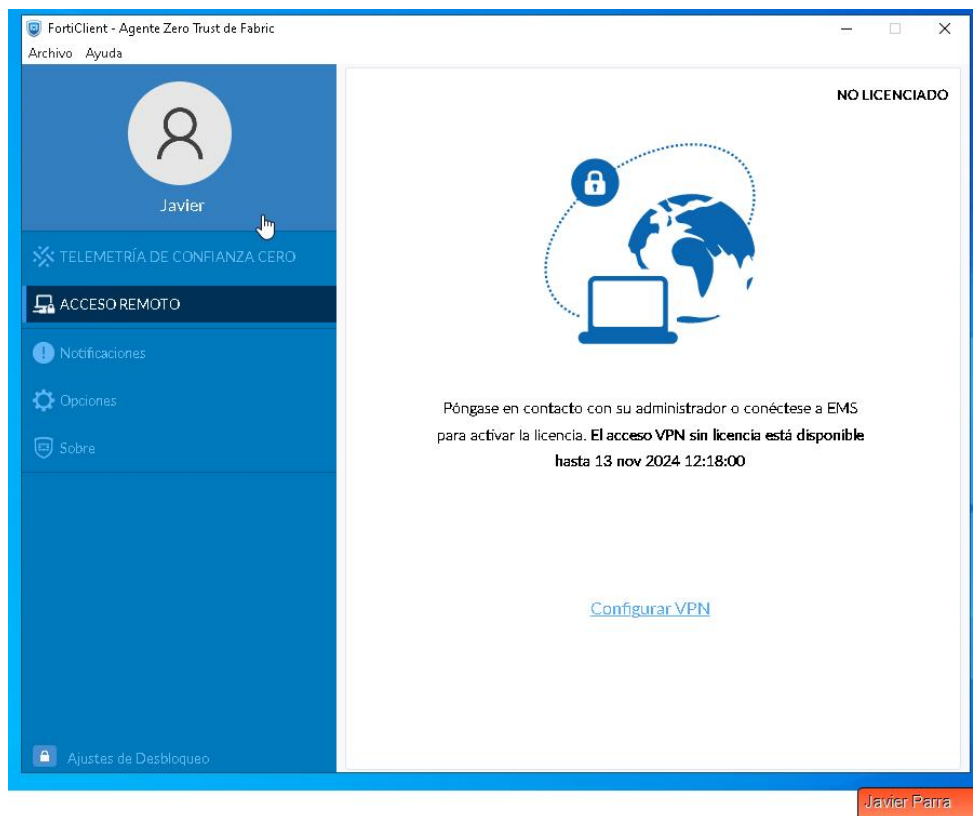 FortiClient - Agente Zero Trust de Fabric
Archivo Ayuda
NO LICENCIADO
Javier
TELEMETRÍA DE CONFIANZA CERO
ACCESO REMOTO
Notificaciones
Opciones
Sobre
Póngase en contacto con su administrador o conéctese a EMS
para activar la licencia. El acceso VPN sin licencia está disponible
hasta 13 nov 2024 12:18:00
Configurar VPN
Ajustes de Desbloqueo
Javier Parra